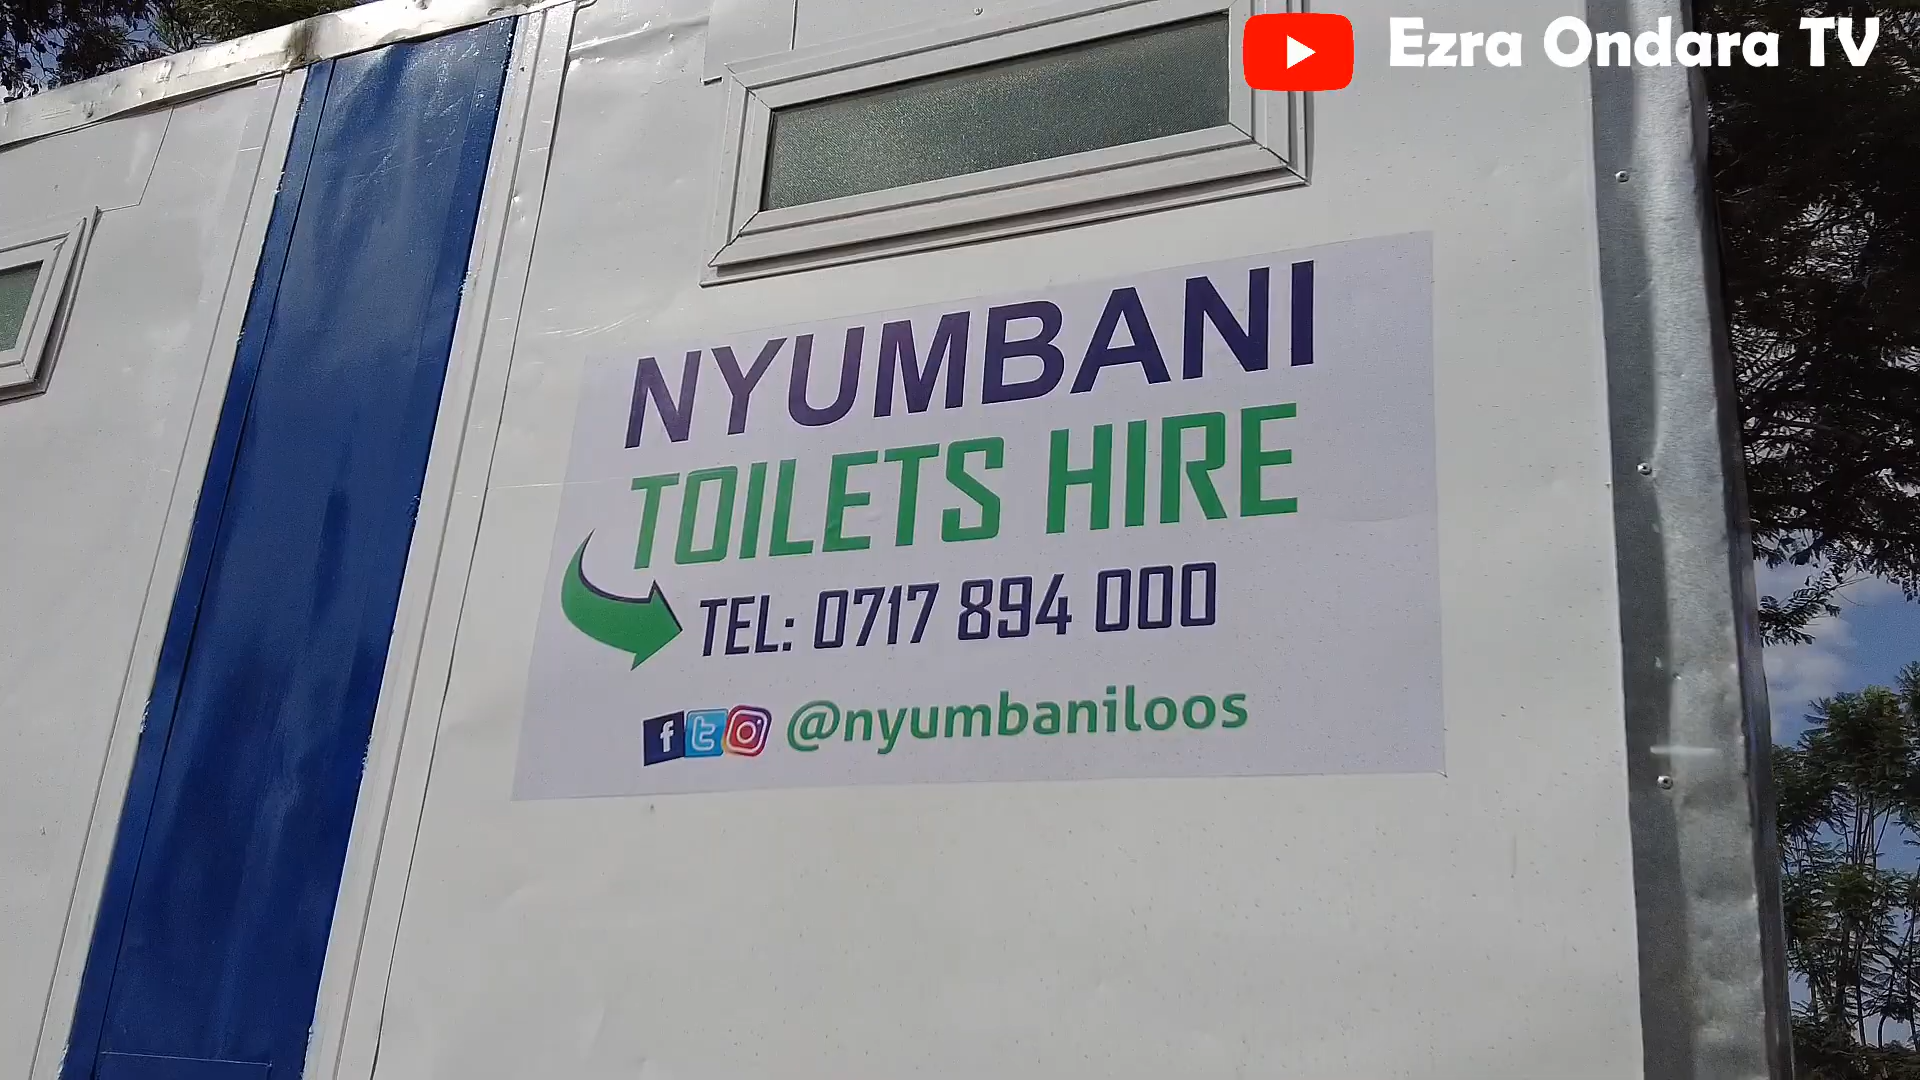 Ezra Ondara TV
NYUMBANI
TOILETS HIRE
TEL: 0717 894 000
@nyumbaniloos